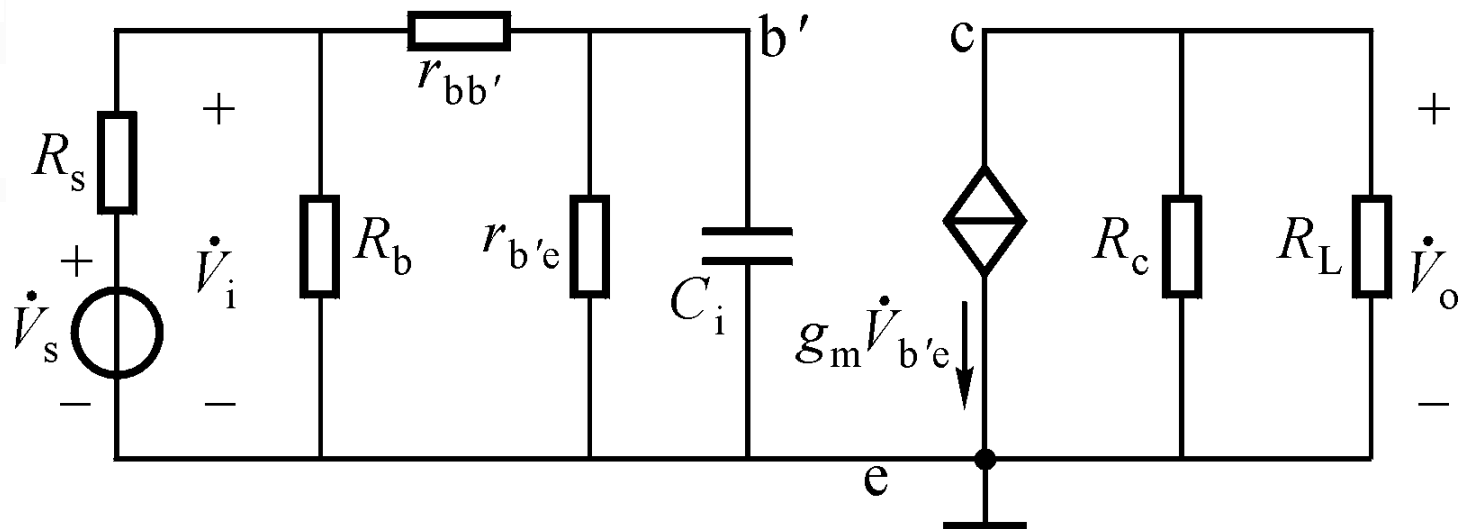 b′ c
r_bb′
+ +
R_s
R_b r_b′e R_c R_L
+ V̇_i V̇_o
V̇_s C_i g_m V̇_b′e
− − −
e